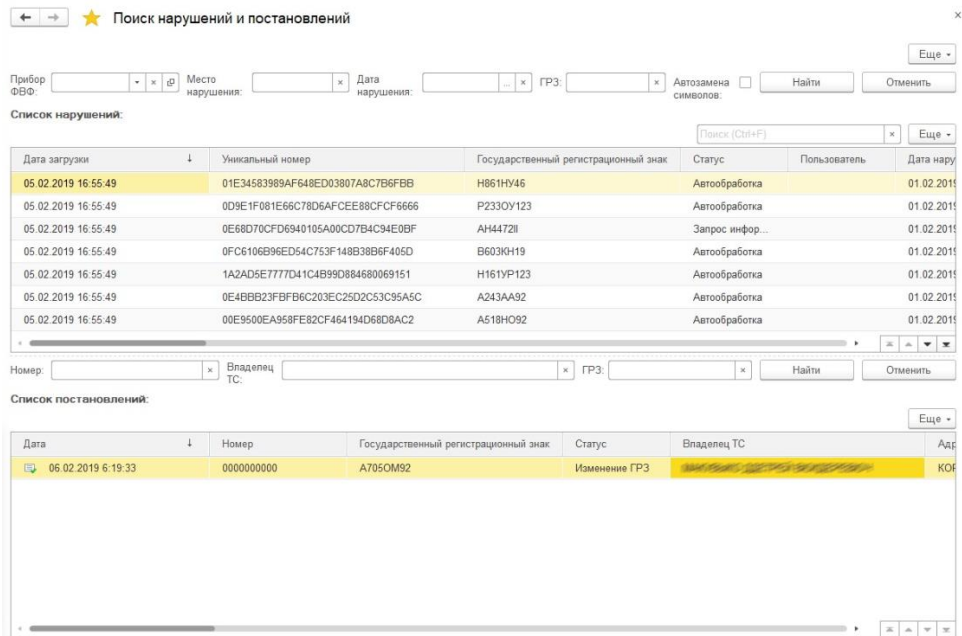 Поиск нарушений и постановлений
Еще
Прибор ФВФ: Место нарушения: Дата нарушения: ... ГРЗ: Автозамена символов: Найти Отменить
Список нарушений:
Поиск (Ctrl+F) Еще
Дата загрузки Уникальный номер Государственный регистрационный знак Статус Пользователь Дата нару
05.02.2019 16:55:49 01E34583989AF648ED03807A8C7B6FBB Н861НУ46 Автообработка 01.02.2019
05.02.2019 16:55:49 0D9E1F081E66C78D6AFCEE88CFCF6666 Р233ОУ123 Автообработка 01.02.2019
05.02.2019 16:55:49 0E68D70CFD6940105A00CD7B4C94E0BF АН4472II Запрос инфор... 01.02.2019
05.02.2019 16:55:49 0FC6106B96ED54C753F148B38B6F405D В603КН19 Автообработка 01.02.2019
05.02.2019 16:55:49 1A2AD5E7777D41C4B99D884680069151 Н161УР123 Автообработка 01.02.2019
05.02.2019 16:55:49 0E4BBB23FBFB6C203EC25D2C53C95A5C А243АА92 Автообработка 01.02.2019
05.02.2019 16:55:49 00E9500EA958FE82CF464194D68D8AC2 А518НО92 Автообработка 01.02.2019
Номер: Владелец ТС: ГРЗ: Найти Отменить
Список постановлений:
Еще
Дата Номер Государственный регистрационный знак Статус Владелец ТС Адр
06.02.2019 6:19:33 0000000000 А705ОМ92 Изменение ГРЗ КОР